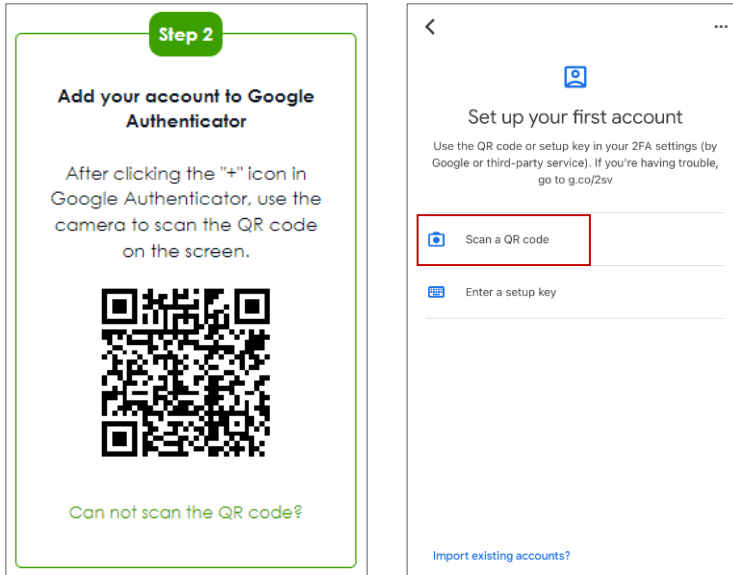 Step 2
Add your account to Google
Authenticator
After clicking the "+" icon in
Google Authenticator, use the
camera to scan the QR code
on the screen.
Can not scan the QR code?
Set up your first account
Use the QR code or setup key in your 2FA settings (by
Google or third-party service). If you're having trouble,
go to g.co/2sv
Scan a QR code
Enter a setup key
Import existing accounts?